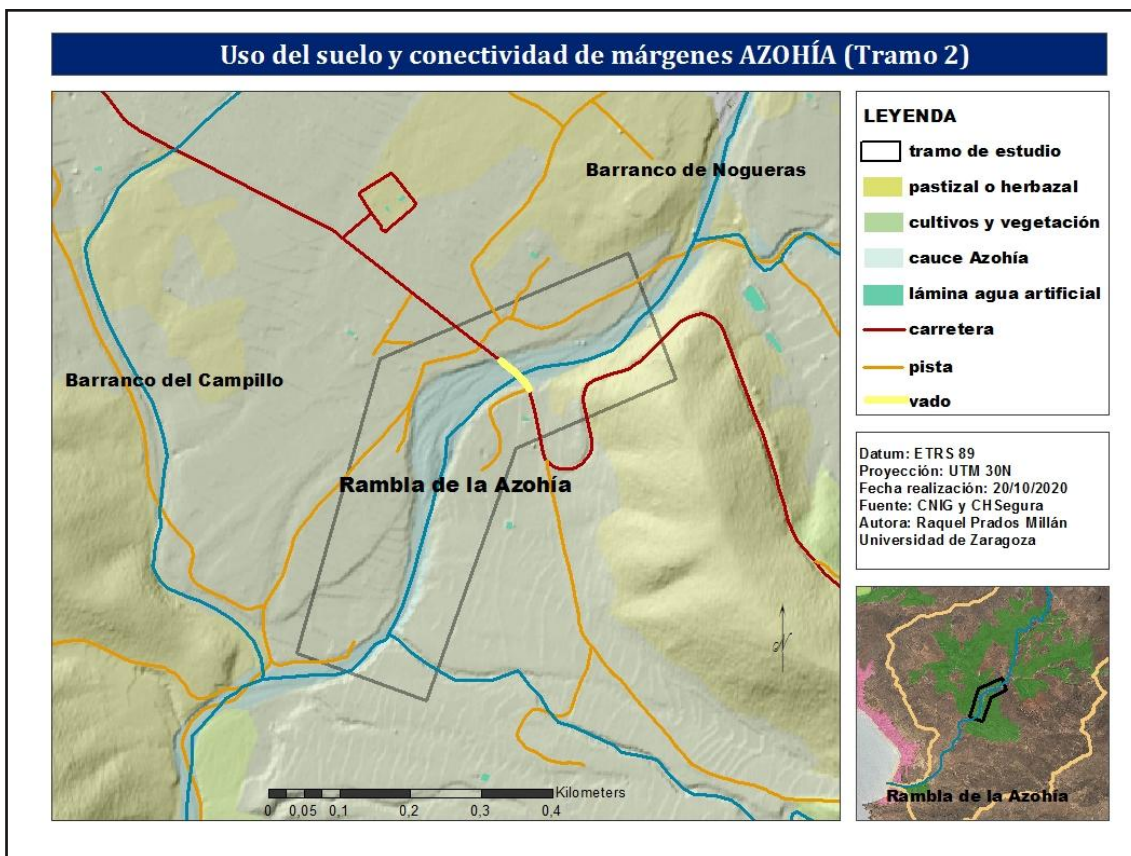 Uso del suelo y conectividad de márgenes AZOHÍA (Tramo 2)
Barranco de Nogueras
Barranco del Campillo
Rambla de la Azohía
N
Kilometers
0 0,05 0,1 0,2 0,3 0,4
LEYENDA
tramo de estudio
pastizal o herbazal
cultivos y vegetación
cauce Azohía
lámina agua artificial
carretera
pista
vado
Datum: ETRS 89
Proyección: UTM 30N
Fecha realización: 20/10/2020
Fuente: CNIG y CHSegura
Autora: Raquel Prados Millán
Universidad de Zaragoza
Rambla de la Azohía